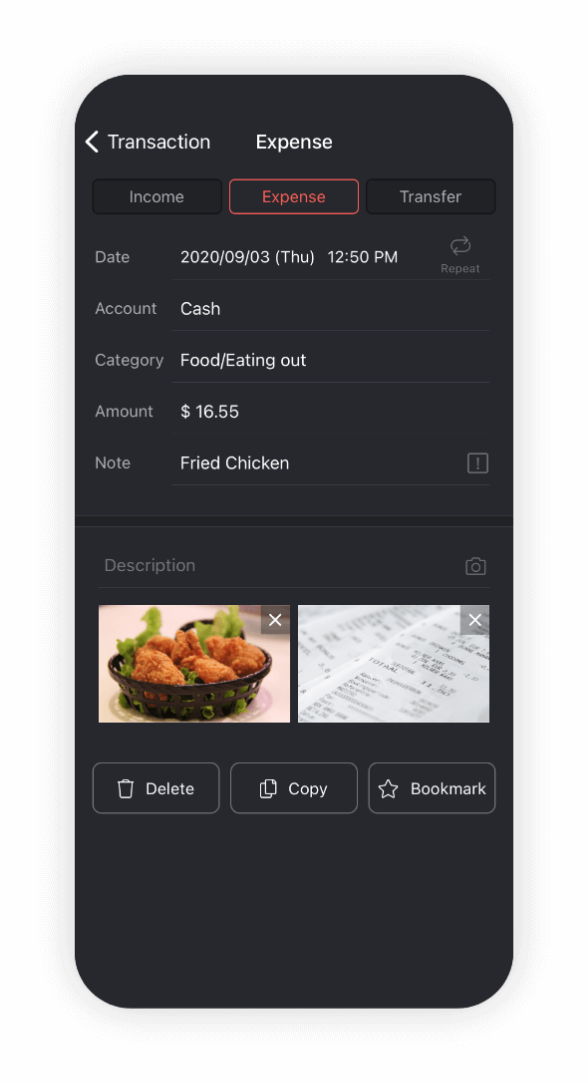 Transaction Expense
Income Expense Transfer
Date 2020/09/03 (Thu) 12:50 PM Repeat
Account Cash
Category Food/Eating out
Amount $ 16.55
Note Fried Chicken
Description
TOTAL
Delete Copy Bookmark